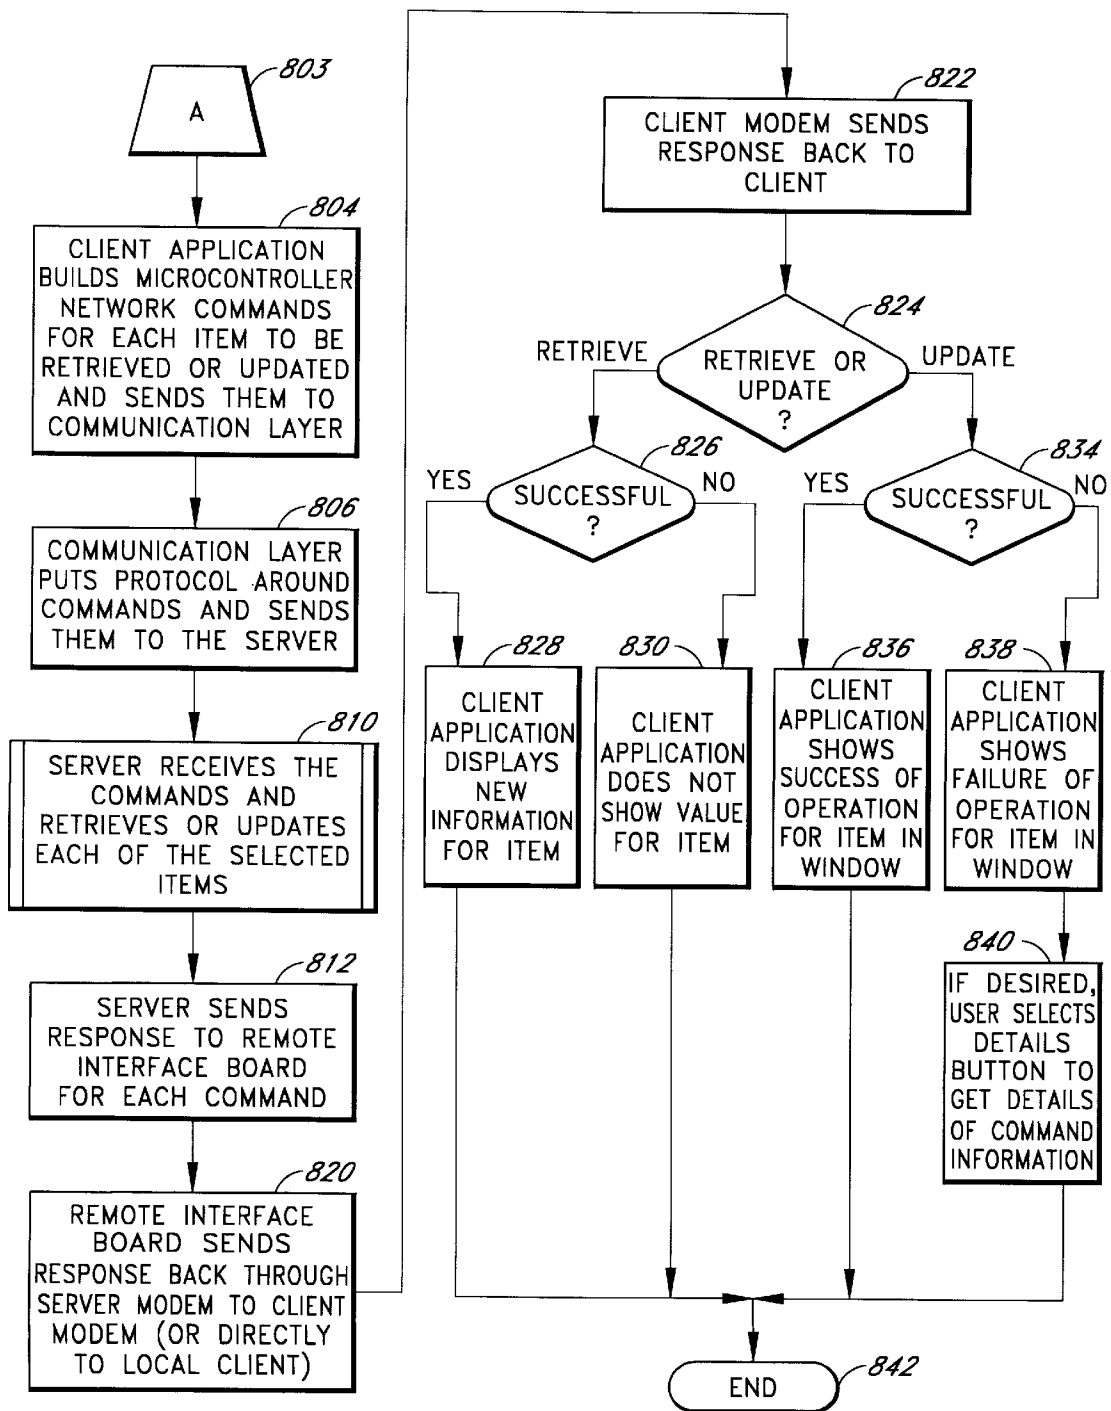 803
A
804
CLIENT APPLICATION
BUILDS MICROCONTROLLER
NETWORK COMMANDS
FOR EACH ITEM TO BE
RETRIEVED OR UPDATED
AND SENDS THEM TO
COMMUNICATION LAYER
806
COMMUNICATION LAYER
PUTS PROTOCOL AROUND
COMMANDS AND SENDS
THEM TO THE SERVER
810
SERVER RECEIVES THE
COMMANDS AND
RETRIEVES OR UPDATES
EACH OF THE SELECTED
ITEMS
812
SERVER SENDS
RESPONSE TO REMOTE
INTERFACE BOARD
FOR EACH COMMAND
820
REMOTE INTERFACE
BOARD SENDS
RESPONSE BACK THROUGH
SERVER MODEM TO CLIENT
MODEM (OR DIRECTLY
TO LOCAL CLIENT)
822
CLIENT MODEM SENDS
RESPONSE BACK TO
CLIENT
824
RETRIEVE
RETRIEVE OR
UPDATE
?
UPDATE
826
YES
SUCCESSFUL
?
NO
834
YES
SUCCESSFUL
?
NO
828
CLIENT
APPLICATION
DISPLAYS
NEW
INFORMATION
FOR ITEM
830
CLIENT
APPLICATION
DOES NOT
SHOW VALUE
FOR ITEM
836
CLIENT
APPLICATION
SHOWS
SUCCESS OF
OPERATION
FOR ITEM IN
WINDOW
838
CLIENT
APPLICATION
SHOWS
FAILURE OF
OPERATION
FOR ITEM IN
WINDOW
840
IF DESIRED,
USER SELECTS
DETAILS
BUTTON TO
GET DETAILS
OF COMMAND
INFORMATION
END
842